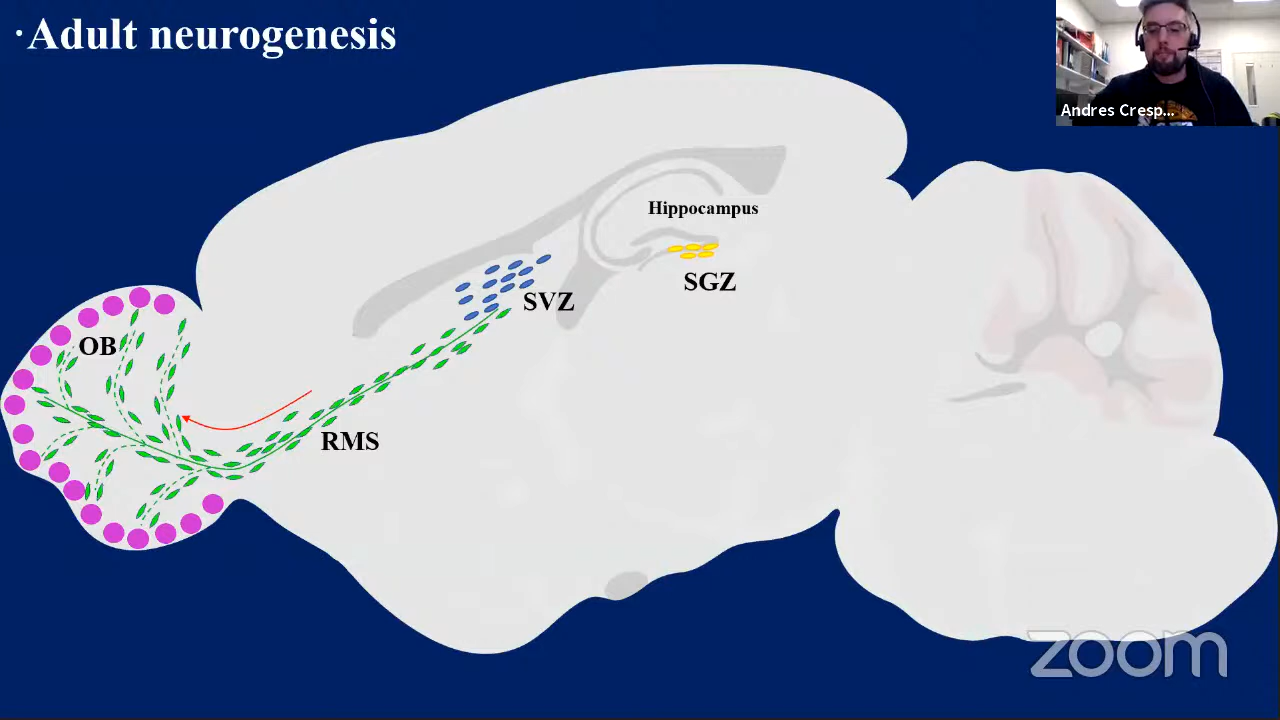 ·Adult neurogenesis
Andres Cresp...
Hippocampus
SGZ
SVZ
OB
RMS
zoom